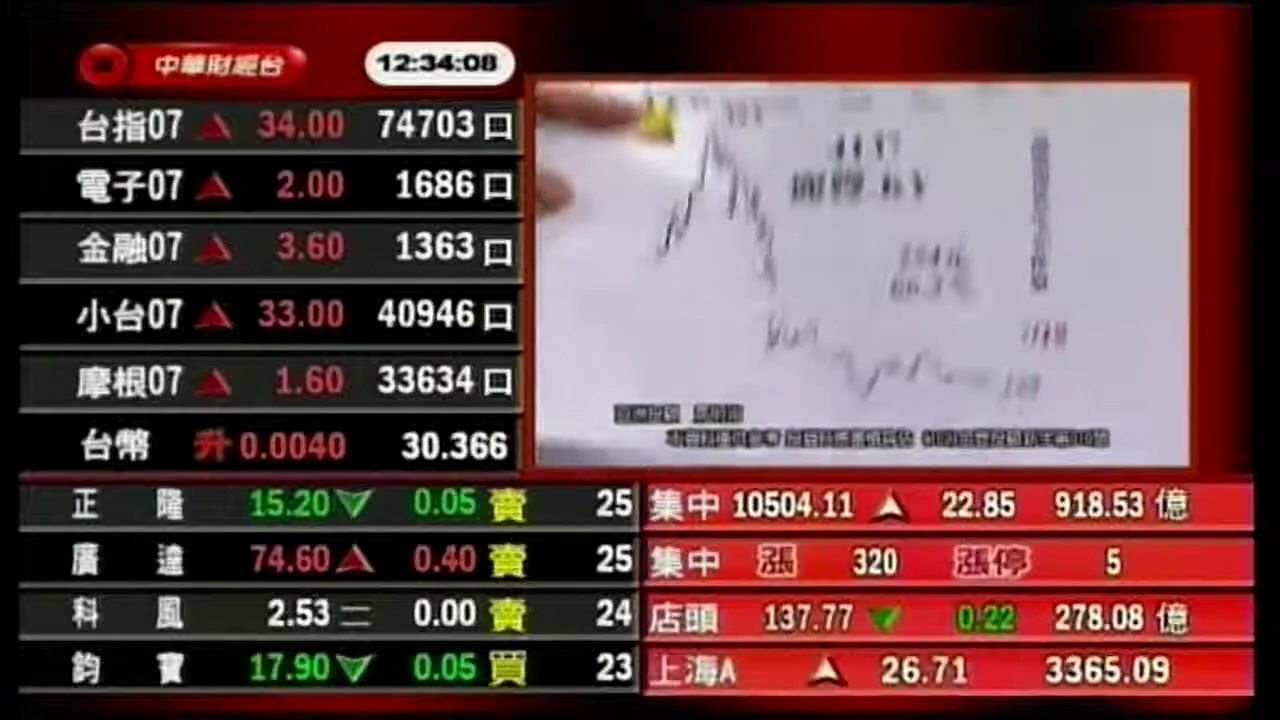 中華財經台 12:34:08
台指07 ▲ 34.00 74703 口
電子07 ▲ 2.00 1686 口
金融07 ▲ 3.60 1363 口
小台07 ▲ 33.00 40946 口
摩根07 ▲ 1.60 33634 口
台幣 升 0.0040 30.366
正隆 15.20 ▽ 0.05 賣 25
廣達 74.60 △ 0.40 賣 25
科風 2.53 = 0.00 賣 24
鈞寶 17.90 ▽ 0.05 買 23
集中 10504.11 ▲ 22.85 918.53 億
集中 漲 320 漲停 5
店頭 137.77 ▼ 0.22 278.08 億
上海A ▲ 26.71 3365.09